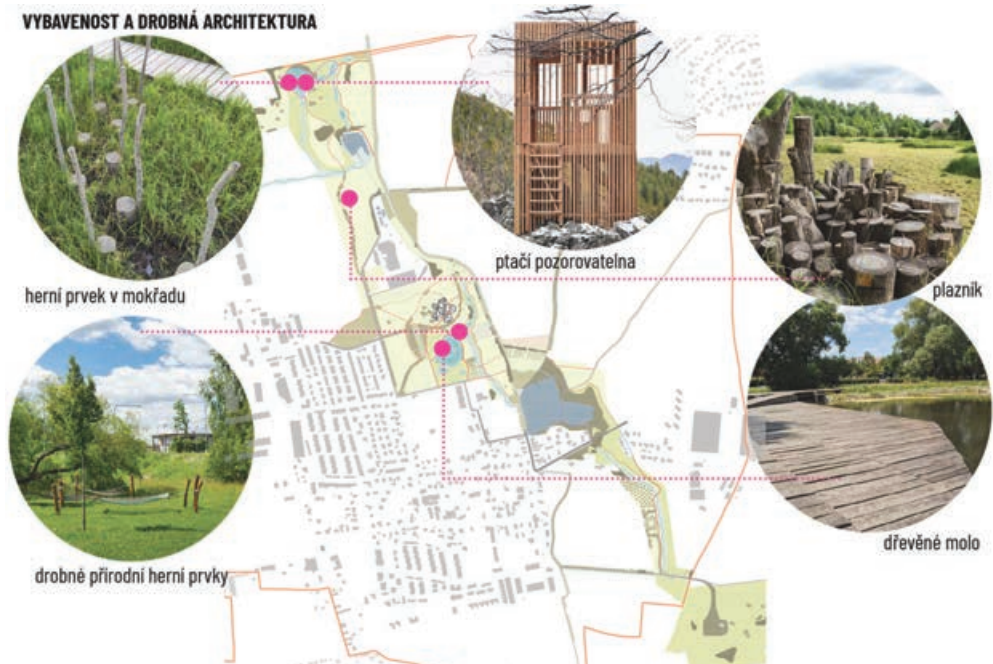 VYBAVENOST A DROBNÁ ARCHITEKTURA
herní prvek v mokřadu
ptačí pozorovatelna
plazník
drobné přírodní herní prvky
dřevěné molo